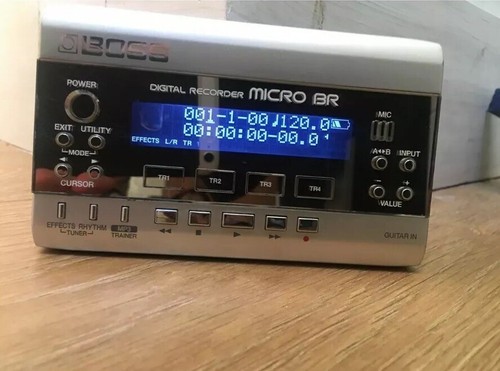 BOSS
DIGITAL RECORDER MICRO BR
POWER
001-1-00♩120.0
00:00:00-00.0
EFFECTS L/R TR
MIC
EXIT UTILITY
MODE
CURSOR
A↔B INPUT
VALUE
TR1 TR2 TR3 TR4
EFFECTS RHYTHM MP3
TUNER TRAINER
GUITAR IN